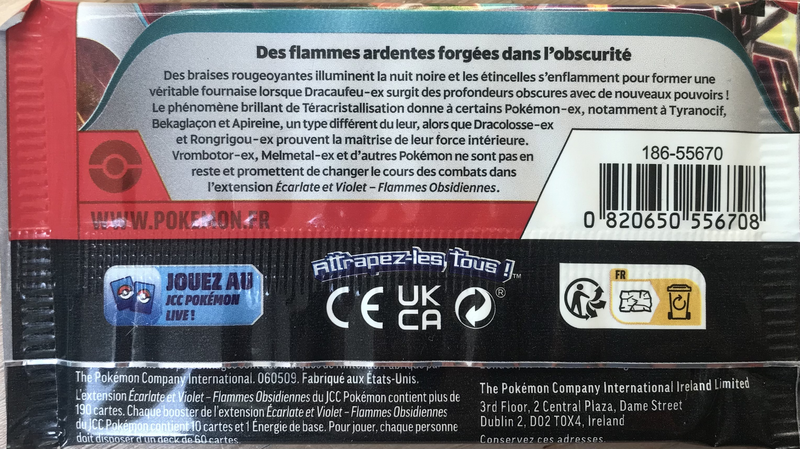 Des flammes ardentes forgées dans l'obscurité
Des braises rougeoyantes illuminent la nuit noire et les étincelles s'enflamment pour former une
véritable fournaise lorsque Dracaufeu-ex surgit des profondeurs obscures avec de nouveaux pouvoirs !
Le phénomène brillant de Téracristallisation donne à certains Pokémon-ex, notamment à Tyranocif,
Bekaglaçon et Apireine, un type différent du leur, alors que Dracolosse-ex
et Rongrigou-ex prouvent la maîtrise de leur force intérieure.
Vrombotor-ex, Melmetal-ex et d'autres Pokémon ne sont pas en
reste et promettent de changer le cours des combats dans
l'extension Écarlate et Violet – Flammes Obsidiennes.
186-55670
0 820650 556708
WWW.POKEMON.FR
Attrapez-les, tous !™
JOUEZ AU
JCC POKÉMON
LIVE !
CE
UK
CA
®
FR
The Pokémon Company International. 060509. Fabriqué aux États-Unis.
L'extension Écarlate et Violet – Flammes Obsidiennes du JCC Pokémon contient plus de
190 cartes. Chaque booster de l'extension Écarlate et Violet – Flammes Obsidiennes
du JCC Pokémon contient 10 cartes et 1 Énergie de base. Pour jouer, chaque personne
doit disposer d'un deck de 60 cartes.
The Pokémon Company International Ireland Limited
3rd Floor, 2 Central Plaza, Dame Street
Dublin 2, D02 T0X4, Ireland
Conservez ces adresses.